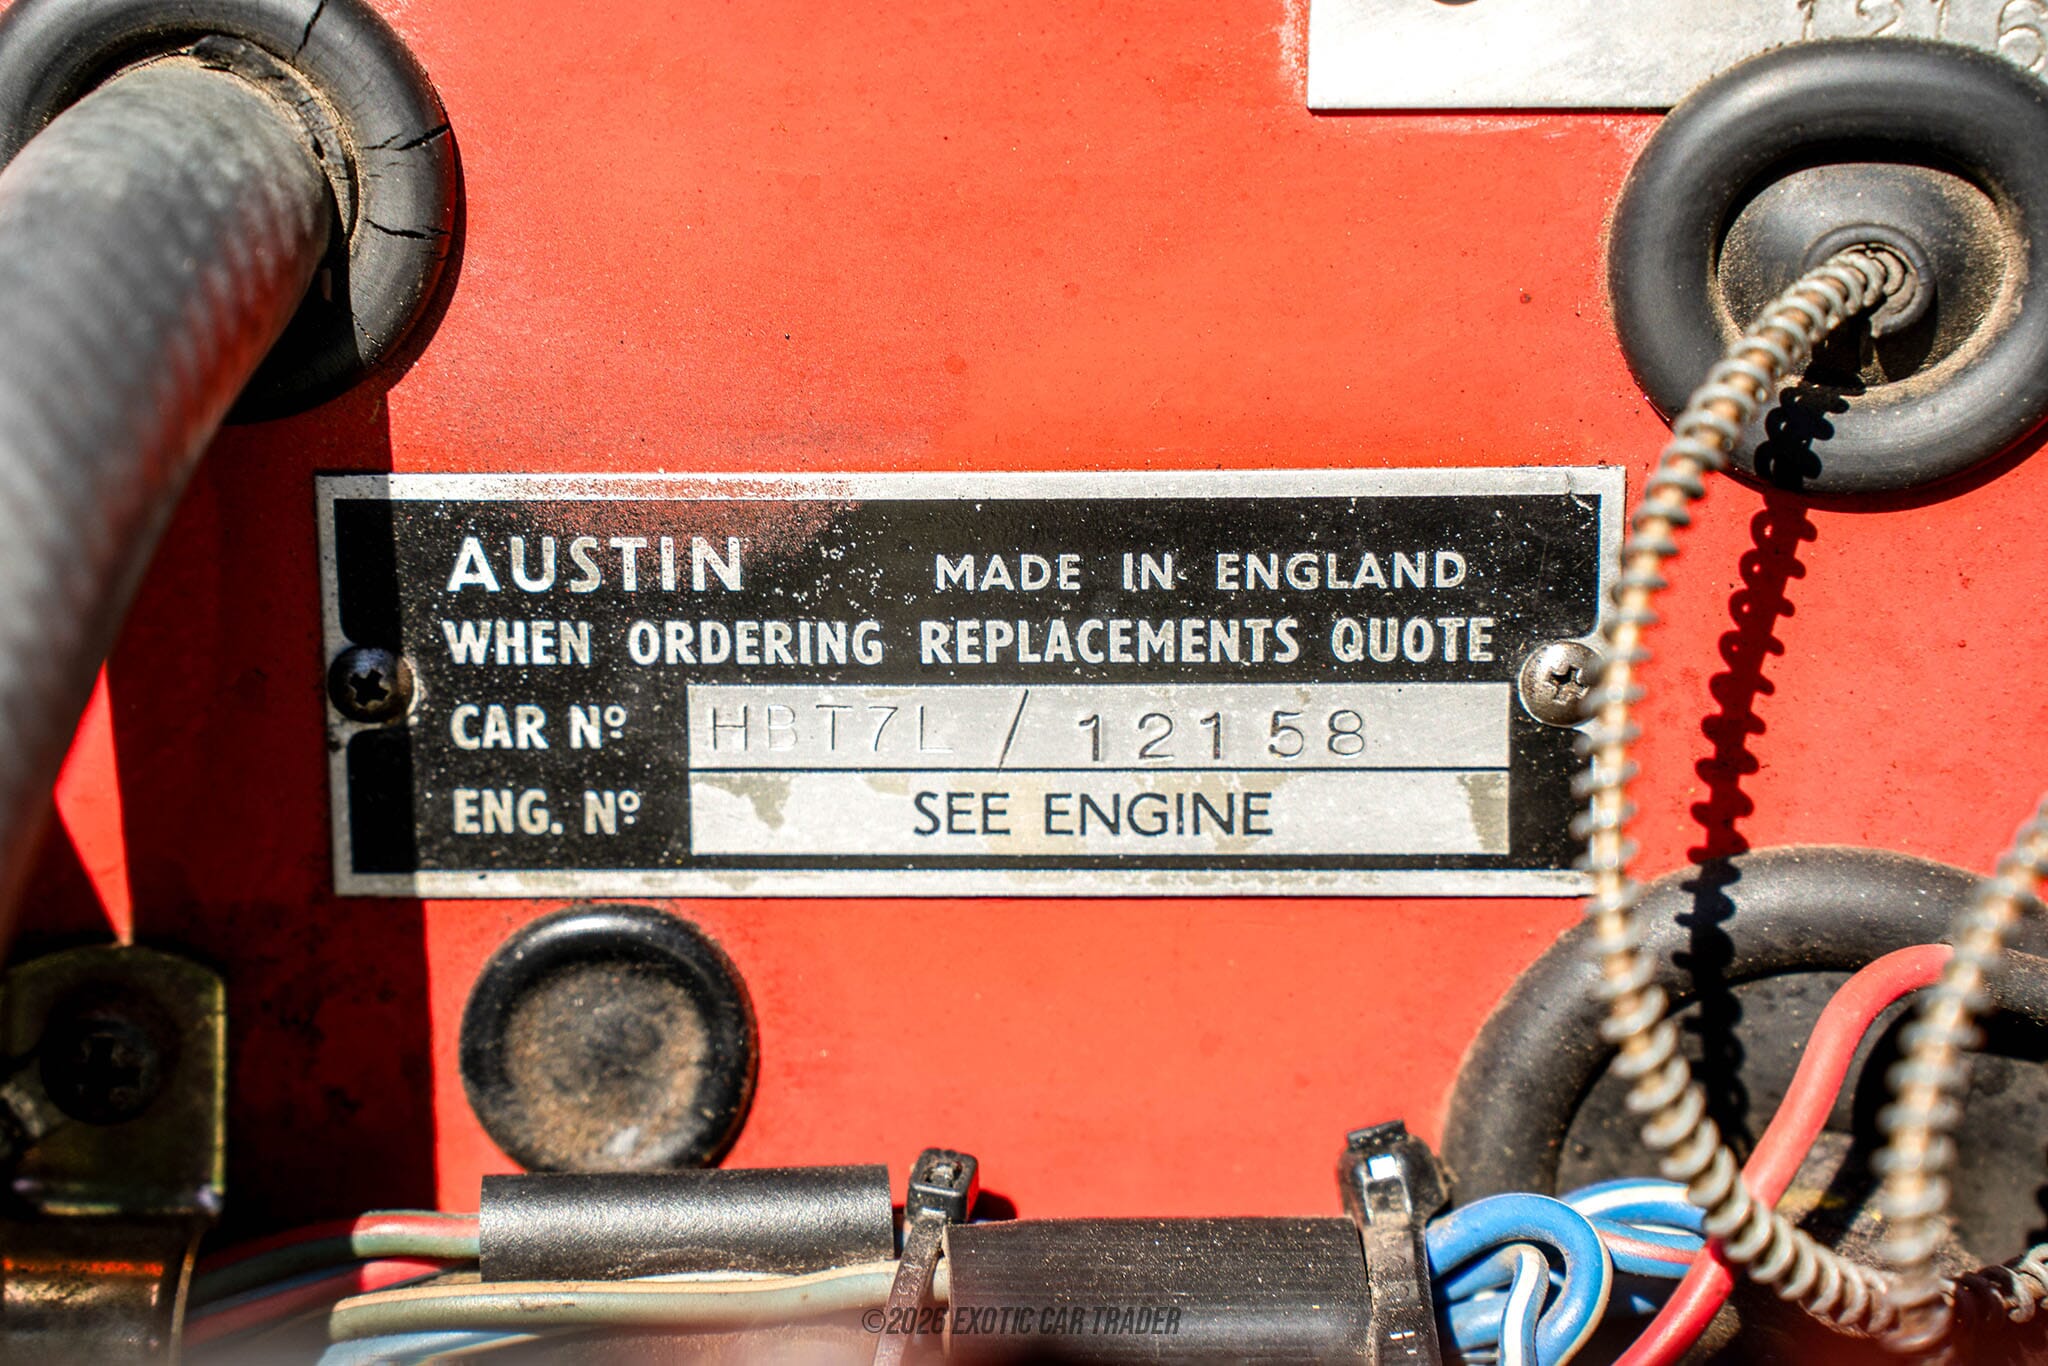 1216
AUSTIN MADE IN ENGLAND
WHEN ORDERING REPLACEMENTS QUOTE
CAR Nº HBT7L / 12158
ENG. Nº SEE ENGINE
©2026 EXOTIC CAR TRADER